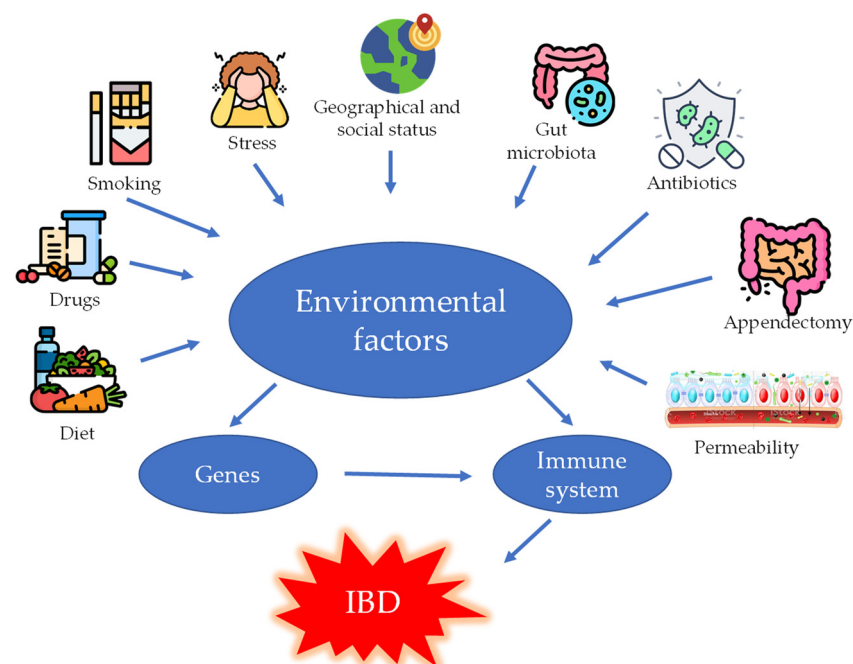 Geographical and
social status
Stress
Gut
microbiota
Smoking
Antibiotics
Drugs
Environmental
factors
Appendectomy
Diet
Permeability
Genes
Immune
system
IBD
iStock